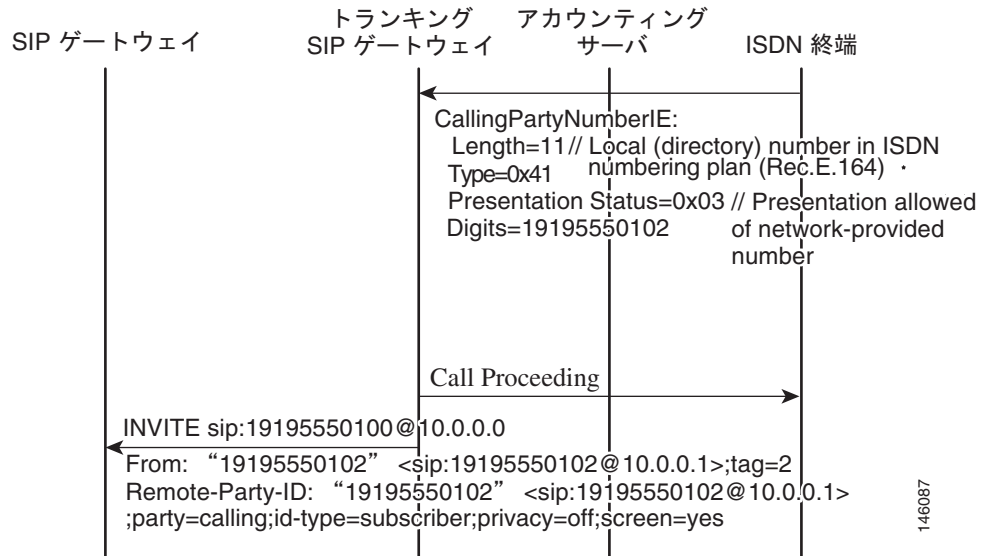 SIP ゲートウェイ
トランキング
SIP ゲートウェイ
アカウンティング
サーバ
ISDN 終端
CallingPartyNumberIE:
Length=11// Local (directory) number in ISDN
numbering plan (Rec.E.164)
Type=0x41
Presentation Status=0x03 // Presentation allowed
of network-provided
number
Digits=19195550102
Call Proceeding
INVITE sip:19195550100@10.0.0.0
From: “19195550102” <sip:19195550102@10.0.0.1>;tag=2
Remote-Party-ID: “19195550102” <sip:19195550102@10.0.0.1>
;party=calling;id-type=subscriber;privacy=off;screen=yes
146087